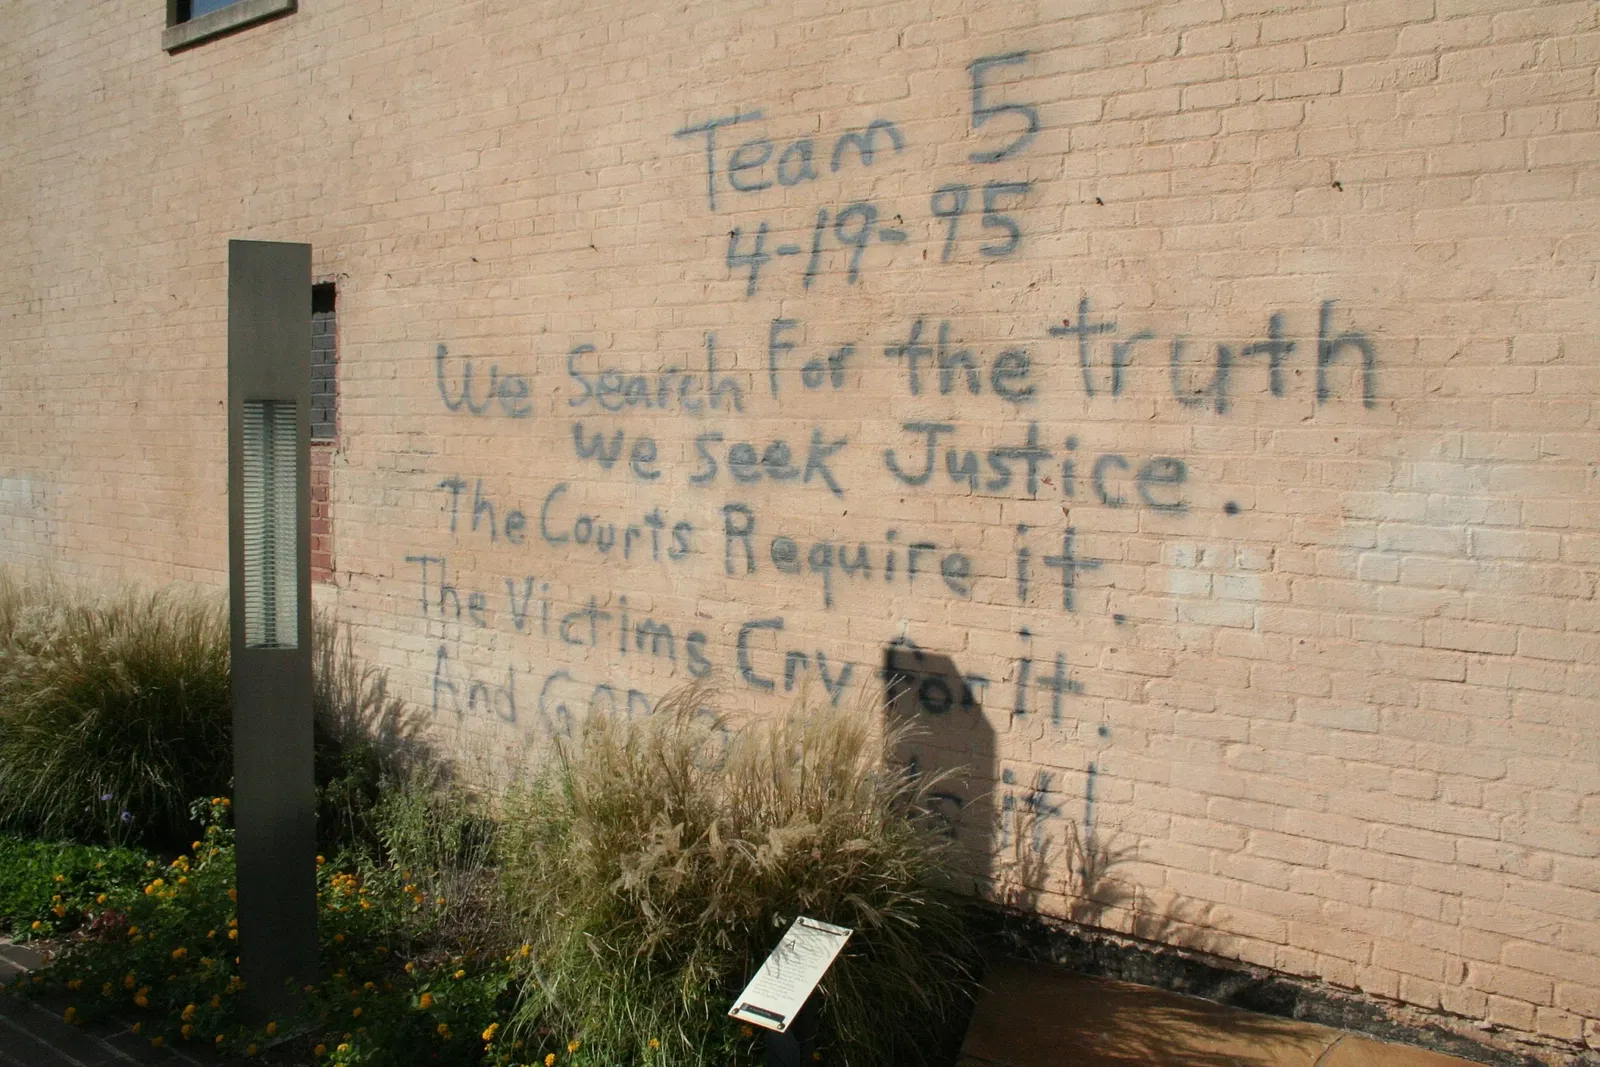 Team 5
4-19-95
We Search For the truth
We seek Justice.
The Courts Require it.
The Victims Cry for it.
And God it!